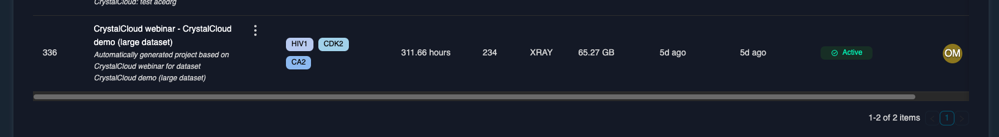 CrystalCloud: test acedrg
CrystalCloud webinar - CrystalCloud
demo (large dataset)
Automatically generated project based on
CrystalCloud webinar for dataset
CrystalCloud demo (large dataset)
336
HIV1 CDK2
CA2
311.66 hours
234
XRAY
65.27 GB
5d ago
5d ago
Active
OM
1-2 of 2 items < 1 >